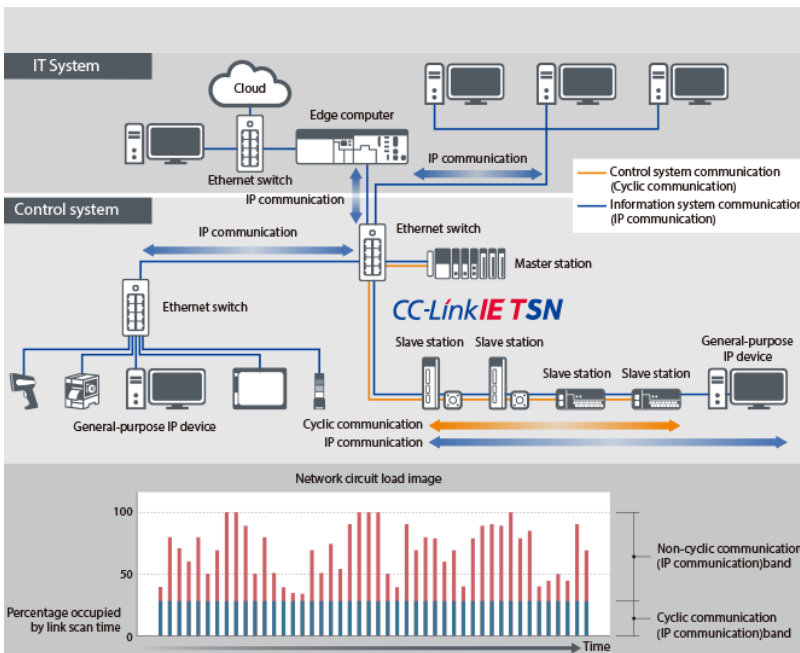 IT System
Cloud
Edge computer
Ethernet switch
IP communication
IP communication
Control system communication
(Cyclic communication)
Information system communication
(IP communication)
Control system
IP communication
Ethernet switch
Master station
Ethernet switch
CC-Link IE TSN
Slave station
Slave station
General-purpose
IP device
Slave station
Slave station
General-purpose IP device
Cyclic communication
IP communication
Network circuit load image
100
50
0
Percentage occupied
by link scan time
Non-cyclic communication
(IP communication)band
Cyclic communication
(IP communication)band
Time